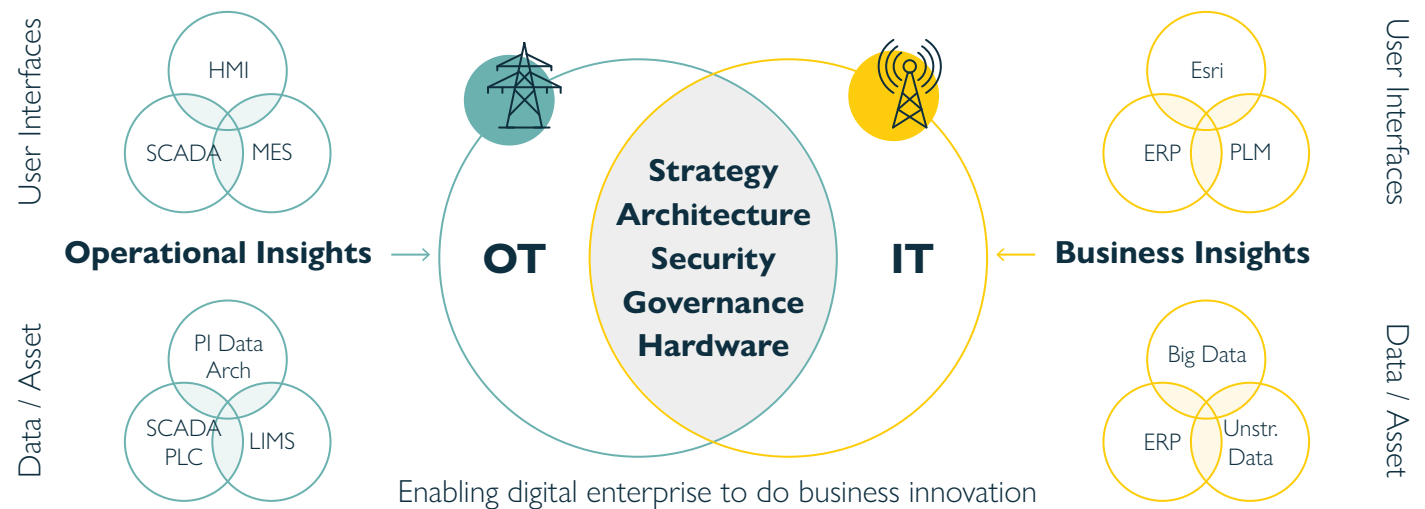 User Interfaces
HMI
SCADA
MES
Operational Insights
Data / Asset
PI Data
Arch
SCADA
PLC
LIMS
OT
Strategy
Architecture
Security
Governance
Hardware
IT
Enabling digital enterprise to do business innovation
Esri
ERP
PLM
User Interfaces
Business Insights
Big Data
ERP
Unstr.
Data
Data / Asset